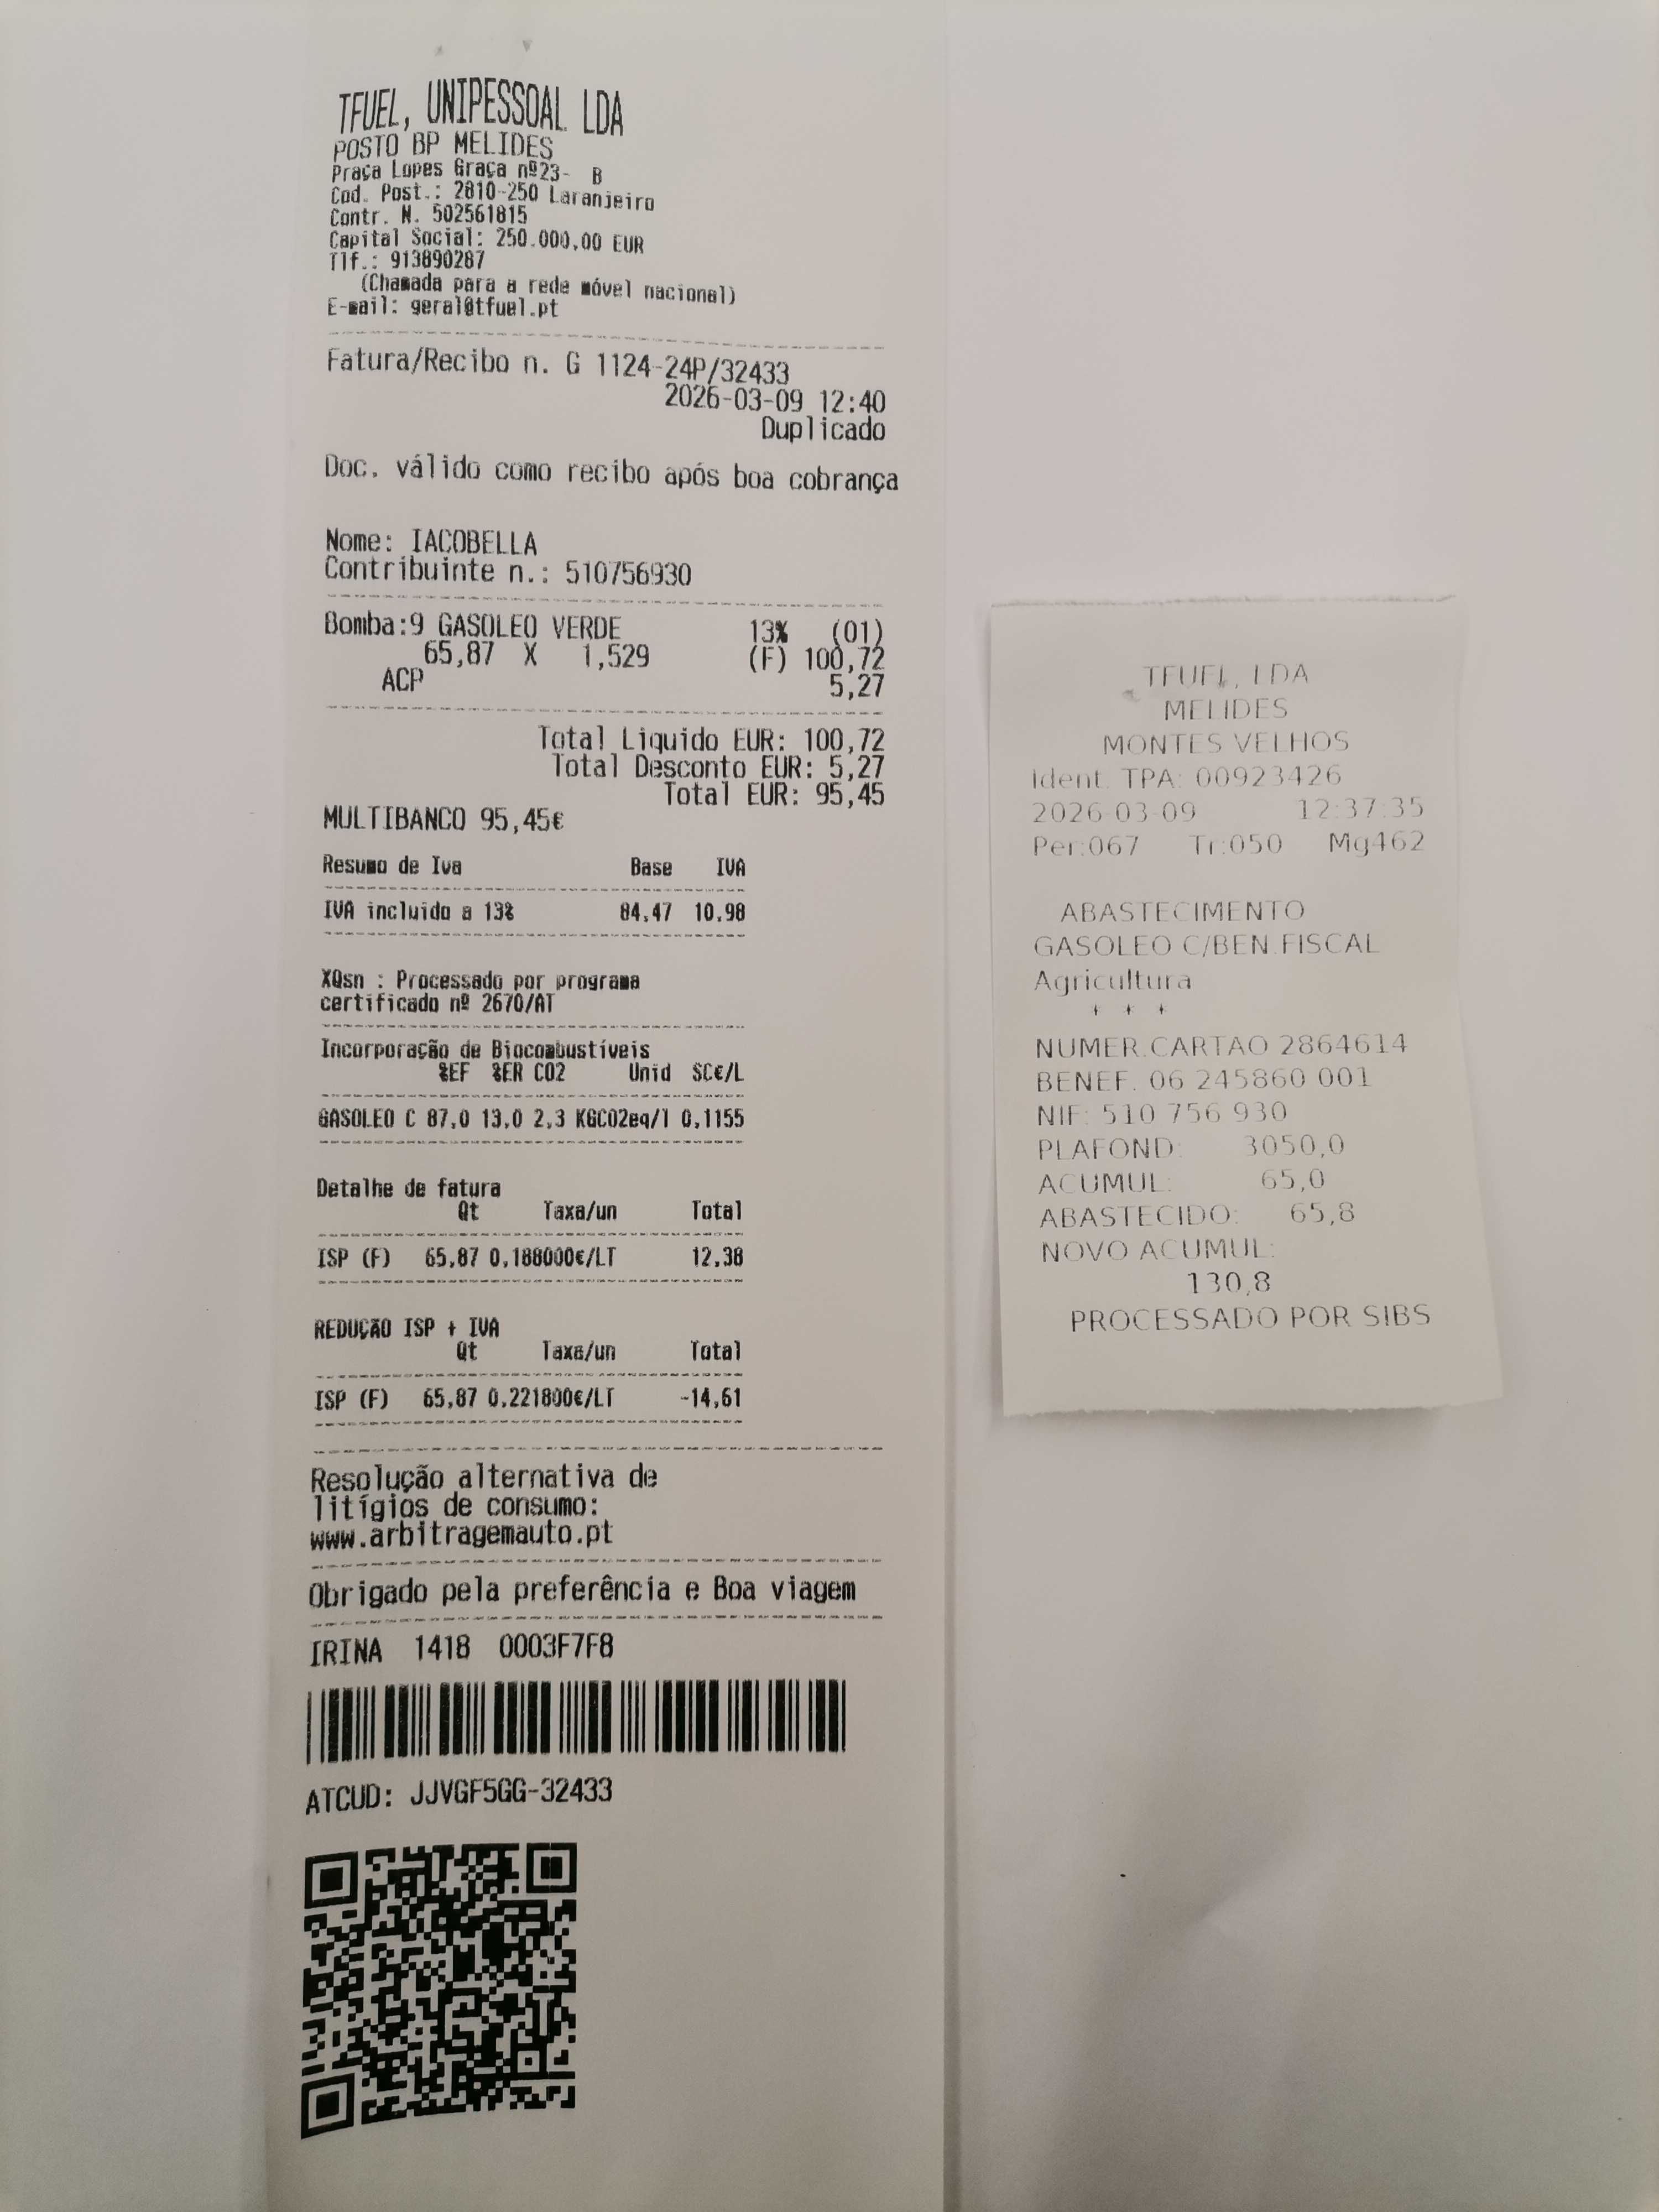 TFUEL, UNIPESSOAL LDA
POSTO BP MELIDES
Praça Lopes Graça nº23- B
Cod. Post.: 2810-250 Laranjeiro
Contr. N. 502561815
Capital Social: 250.000,00 EUR
Tlf.: 913890287
(Chamada para a rede móvel nacional)
E-mail: geral@tfuel.pt
Fatura/Recibo n. G 1124-24P/32433
2026-03-09 12:40
Duplicado
Doc. válido como recibo após boa cobrança
Nome: IACOBELLA
Contribuinte n.: 510756930
Bomba:9 GASOLEO VERDE 13% (01)
65,87 X 1,529 (F) 100,72
ACP 5,27
Total Liquido EUR: 100,72
Total Desconto EUR: 5,27
Total EUR: 95,45
MULTIBANCO 95,45€
Resumo de Iva Base IVA
IVA incluido a 13% 84,47 10,98
XQsn : Processado por programa
certificado nº 2670/AT
Incorporação de Biocombustíveis
%EF %ER CO2 Unid SC€/L
GASOLEO C 87,0 13,0 2,3 KGCO2eq/l 0,1155
Detalhe de fatura
Qt Taxa/un Total
ISP (F) 65,87 0,188000€/LT 12,38
REDUÇÃO ISP + IVA
Qt Taxa/un Total
ISP (F) 65,87 0,221800€/LT -14,61
Resolução alternativa de
litígios de consumo:
www.arbitragemauto.pt
Obrigado pela preferência e Boa viagem
IRINA 1418 0003F7F8
ATCUD: JJVGF5GG-32433
TFUEL, LDA
MELIDES
MONTES VELHOS
Ident. TPA: 00923426
2026-03-09 12:37:35
Per:067 Tr:050 Mg462
ABASTECIMENTO
GASOLEO C/BEN.FISCAL
Agricultura
* * *
NUMER.CARTAO 2864614
BENEF. 06 245860 001
NIF: 510 756 930
PLAFOND: 3050,0
ACUMUL: 65,0
ABASTECIDO: 65,8
NOVO ACUMUL:
130,8
PROCESSADO POR SIBS